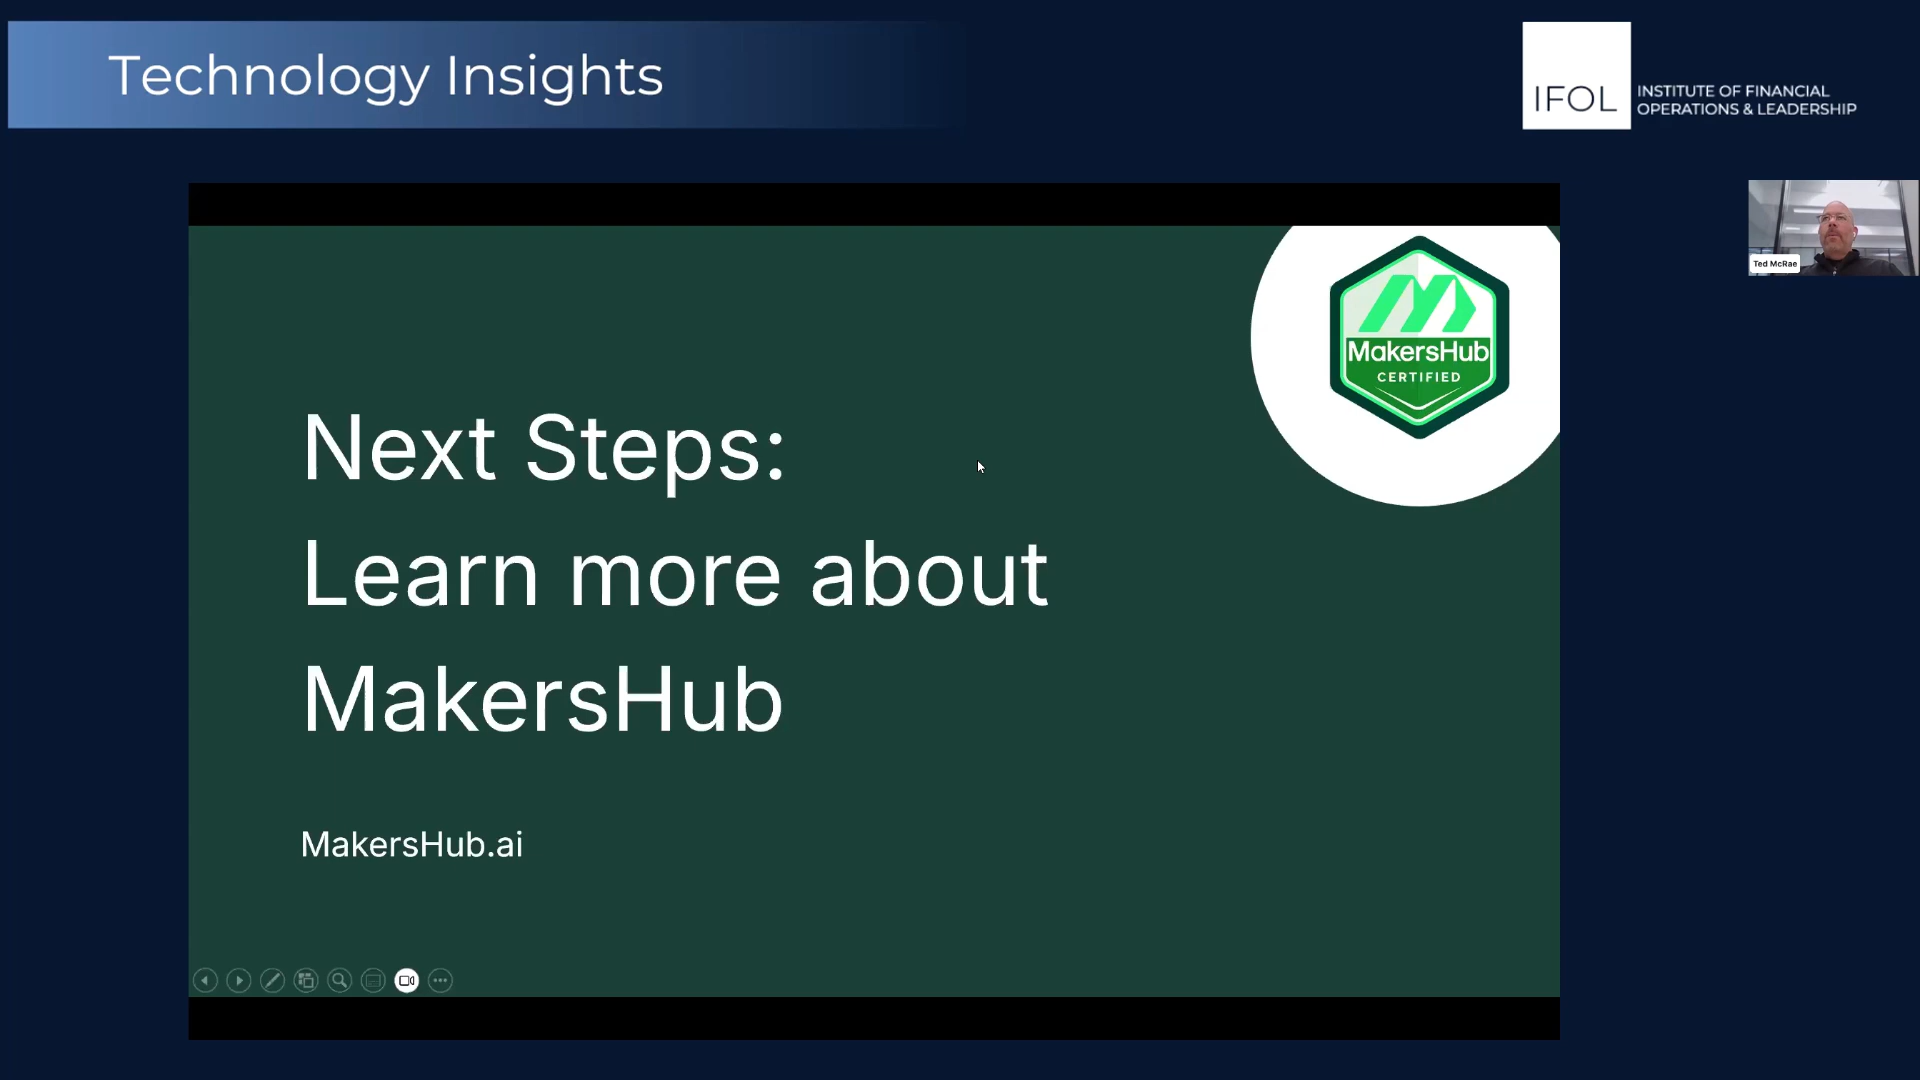 Technology Insights
IFOL
INSTITUTE OF FINANCIAL
OPERATIONS & LEADERSHIP
Ted McRae
MakersHub
CERTIFIED
Next Steps:
Learn more about
MakersHub
MakersHub.ai